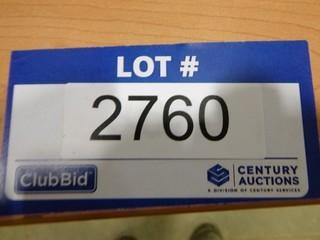 LOT #
2760
ClubBid
CENTURY
AUCTIONS
A DIVISION OF CENTURY SERVICES